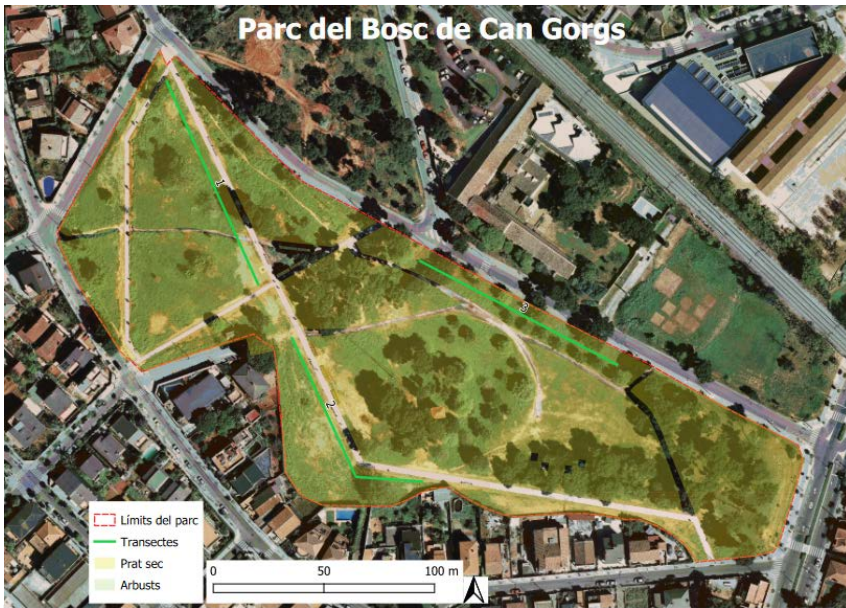 Parc del Bosc de Can Gorgs
1
3
2
Límits del parc
Transectes
Prat sec
Arbusts
0 50 100 m